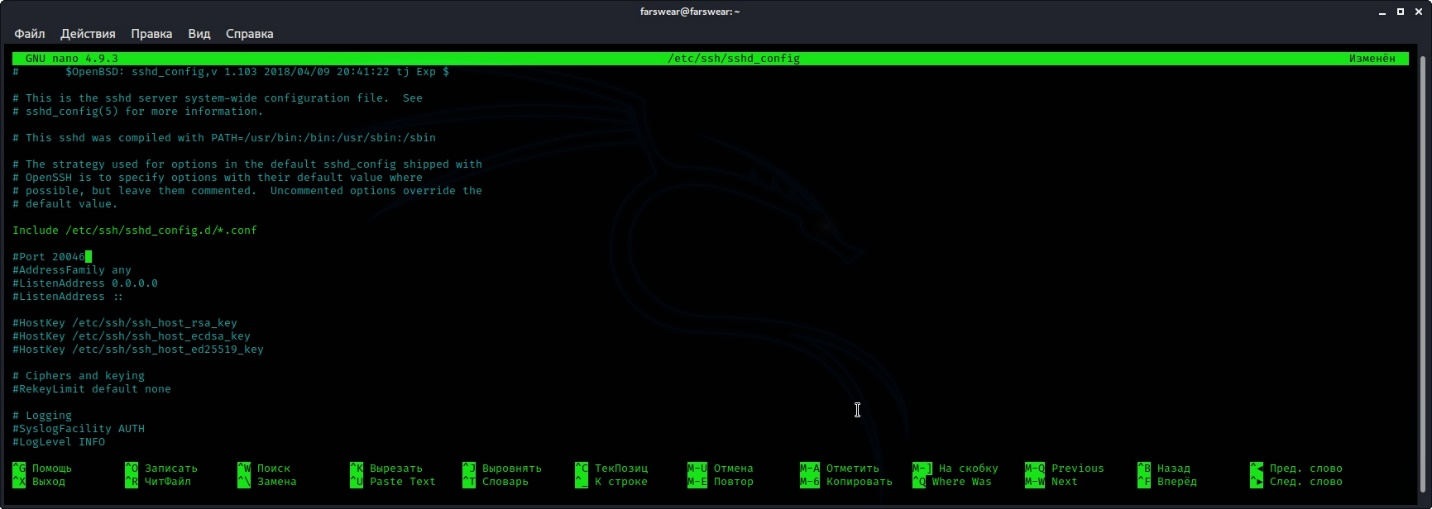 farswear@farswear: ~
Файл Действия Правка Вид Справка
GNU nano 4.9.3 /etc/ssh/sshd_config Изменён
# $OpenBSD: sshd_config,v 1.103 2018/04/09 20:41:22 tj Exp $
# This is the sshd server system-wide configuration file. See
# sshd_config(5) for more information.
# This sshd was compiled with PATH=/usr/bin:/bin:/usr/sbin:/sbin
# The strategy used for options in the default sshd_config shipped with
# OpenSSH is to specify options with their default value where
# possible, but leave them commented. Uncommented options override the
# default value.
Include /etc/ssh/sshd_config.d/*.conf
#Port 20046
#AddressFamily any
#ListenAddress 0.0.0.0
#ListenAddress ::
#HostKey /etc/ssh/ssh_host_rsa_key
#HostKey /etc/ssh/ssh_host_ecdsa_key
#HostKey /etc/ssh/ssh_host_ed25519_key
# Ciphers and keying
#RekeyLimit default none
# Logging
#SyslogFacility AUTH
#LogLevel INFO
^G Помощь ^O Записать ^W Поиск ^K Вырезать ^J Выровнять ^C ТекПозиц M-U Отмена M-A Отметить M-] На скобку M-Q Previous ^B Назад ^◂ Пред. слово
^X Выход ^R ЧитФайл ^\ Замена ^U Paste Text ^T Словарь ^_ К строке M-E Повтор M-6 Копировать ^Q Where Was M-W Next ^F Вперёд ^▸ След. слово